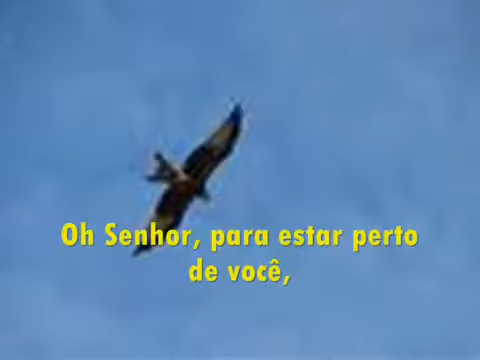 Oh Senhor, para estar perto
de você,